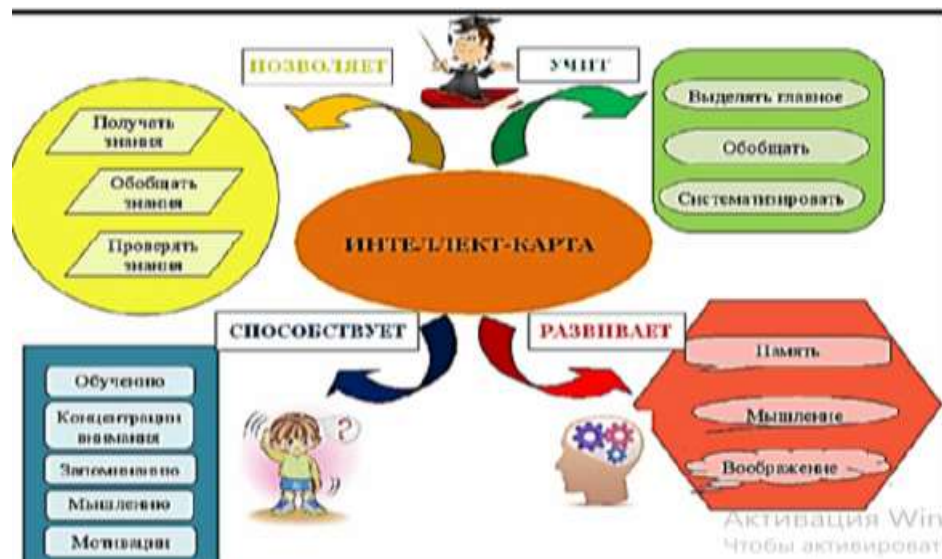 ПОЗВОЛЯЕТ
УЧИТ
Получать
знания
Обобщать
знания
Проверять
знания
Выделять главное
Обобщать
Систематизировать
ИНТЕЛЛЕКТ-КАРТА
СПОСОБСТВУЕТ
РАЗВИВАЕТ
Обучению
Концентрации
внимания
Запоминанию
Мышлению
Мотивации
?
Память
Мышление
Воображение
Активация Win
Чтобы активироват